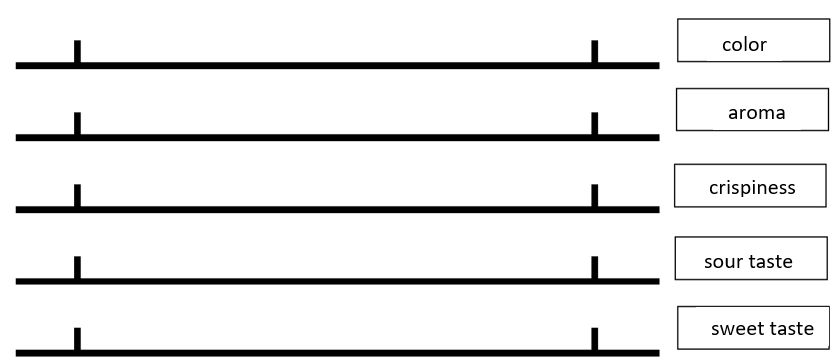 color
aroma
crispiness
sour taste
sweet taste